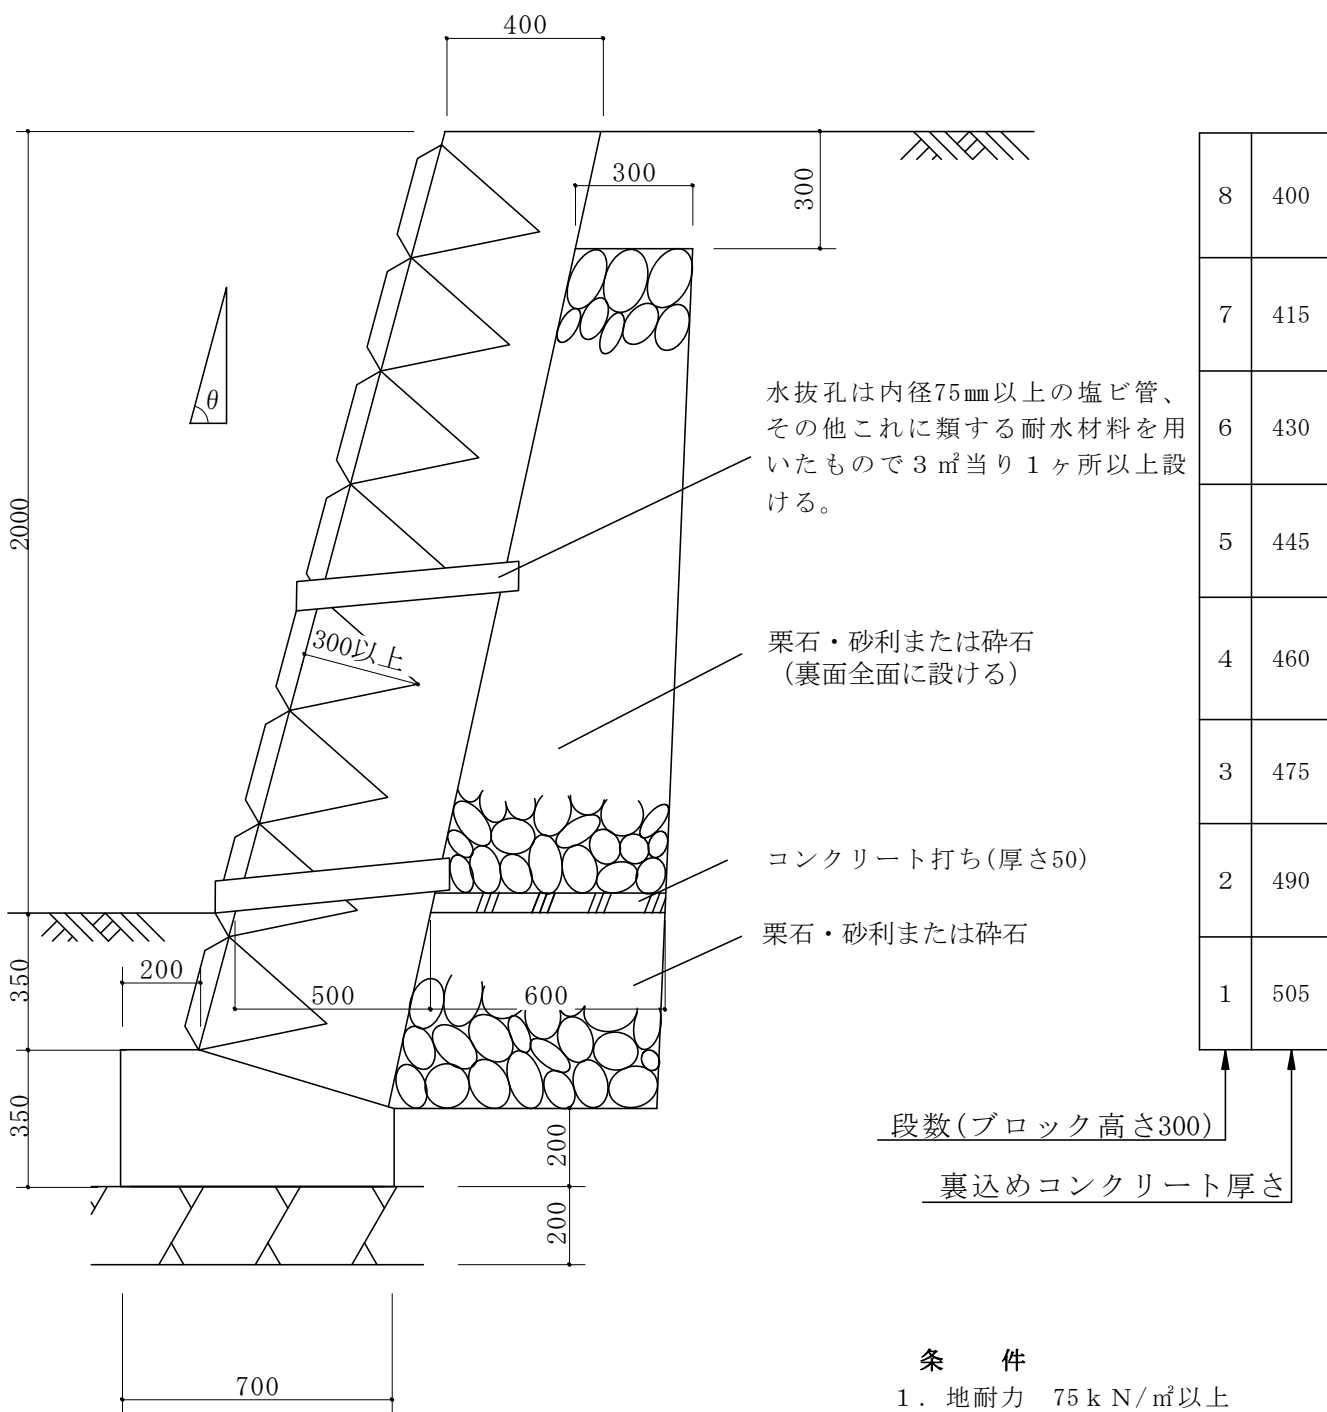 400
300
300
2000
θ
水抜孔は内径75㎜以上の塩ビ管、
その他これに類する耐水材料を用
いたもので3㎡当り1ヶ所以上設
ける。
300以上
栗石・砂利または砕石
(裏面全面に設ける)
コンクリート打ち(厚さ50)
栗石・砂利または砕石
350
200
500
600
350
200
200
700
8 400
7 415
6 430
5 445
4 460
3 475
2 490
1 505
段数(ブロック高さ300)
裏込めコンクリート厚さ
条 件
1. 地耐力 75kN/㎡以上